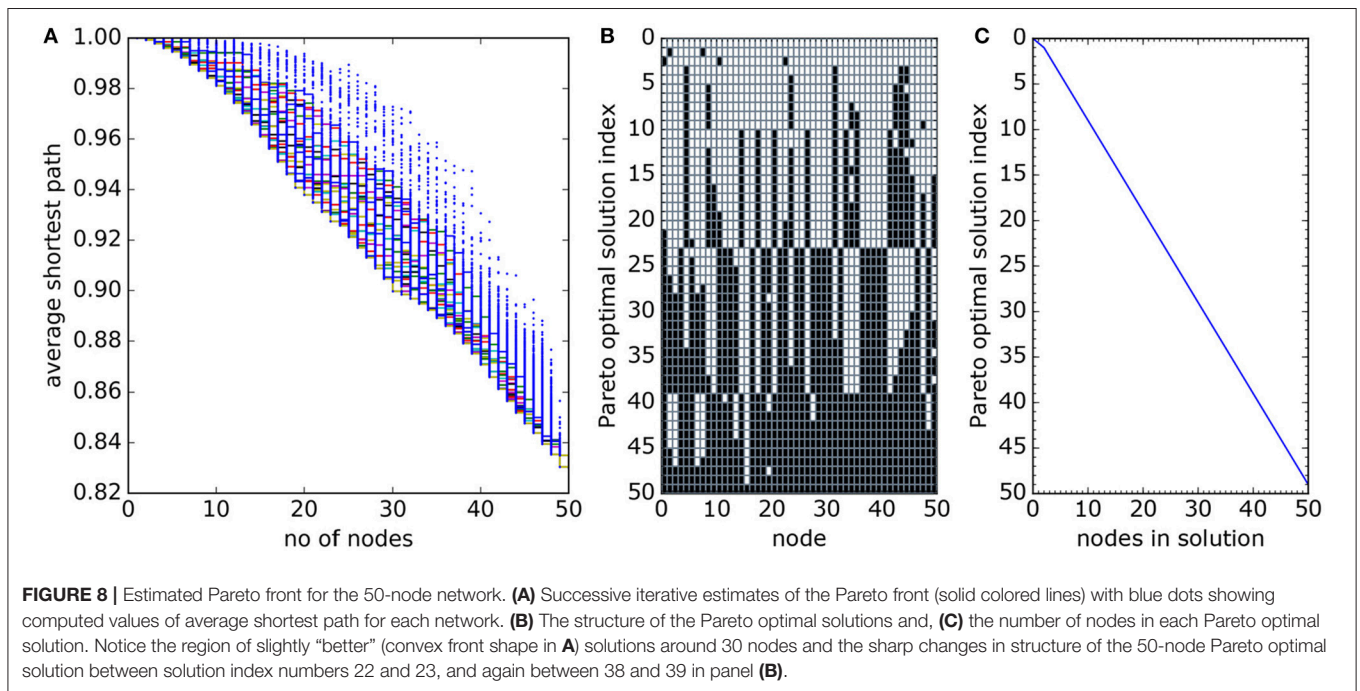 A
1.00
0.98
0.96
0.94
0.92
0.90
0.88
0.86
0.84
0.82
average shortest path
0 10 20 30 40 50
no of nodes
B
0
5
10
15
20
25
30
35
40
45
50
Pareto optimal solution index
0 10 20 30 40 50
node
C
0
5
10
15
20
25
30
35
40
45
50
Pareto optimal solution index
0 10 20 30 40 50
nodes in solution
FIGURE 8 | Estimated Pareto front for the 50-node network. (A) Successive iterative estimates of the Pareto front (solid colored lines) with blue dots showing
computed values of average shortest path for each network. (B) The structure of the Pareto optimal solutions and, (C) the number of nodes in each Pareto optimal
solution. Notice the region of slightly “better” (convex front shape in A) solutions around 30 nodes and the sharp changes in structure of the 50-node Pareto optimal
solution between solution index numbers 22 and 23, and again between 38 and 39 in panel (B).